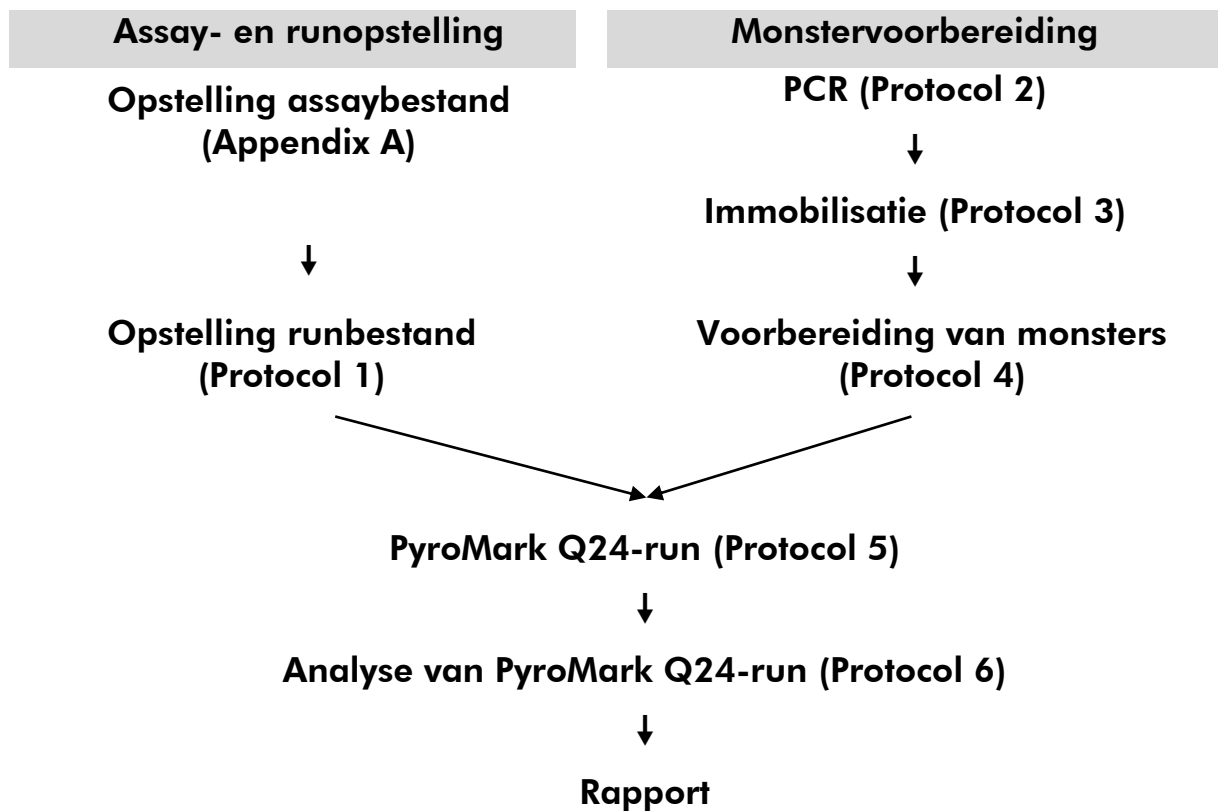 Assay- en runopstelling
Opstelling assaybestand
(Appendix A)
Opstelling runbestand
(Protocol 1)
Monstervoorbereiding
PCR (Protocol 2)
Immobilisatie (Protocol 3)
Voorbereiding van monsters
(Protocol 4)
PyroMark Q24-run (Protocol 5)
Analyse van PyroMark Q24-run (Protocol 6)
Rapport